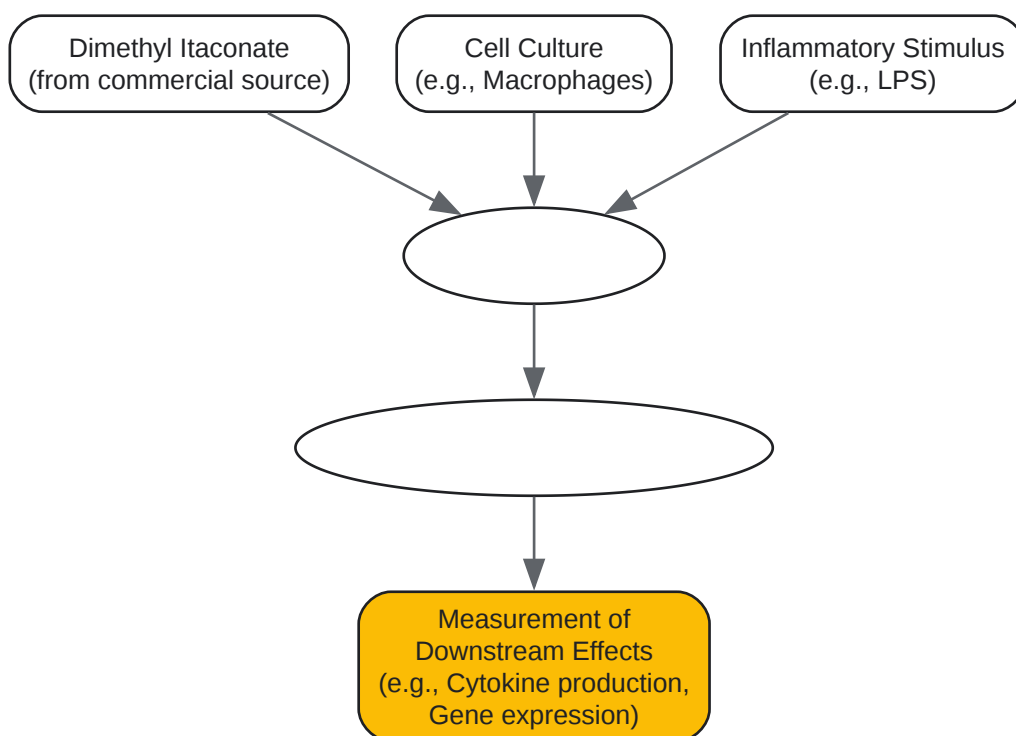 Dimethyl Itaconate
(from commercial source)
Cell Culture
(e.g., Macrophages)
Inflammatory Stimulus
(e.g., LPS)
Measurement of
Downstream Effects
(e.g., Cytokine production,
Gene expression)